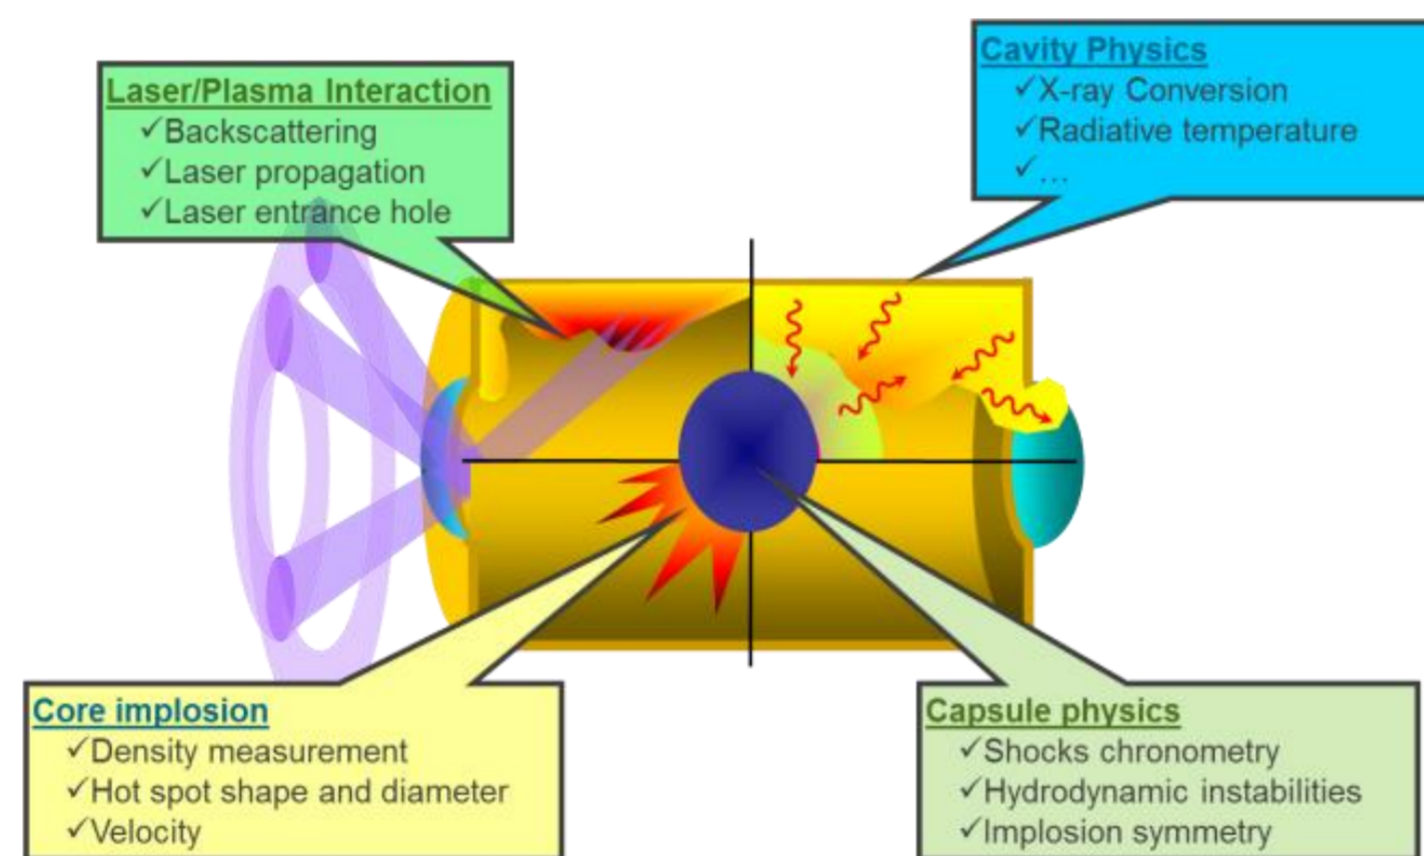 Laser/Plasma Interaction
✓Backscattering
✓Laser propagation
✓Laser entrance hole
Cavity Physics
✓X-ray Conversion
✓Radiative temperature
✓...
Core implosion
✓Density measurement
✓Hot spot shape and diameter
✓Velocity
Capsule physics
✓Shocks chronometry
✓Hydrodynamic instabilities
✓Implosion symmetry